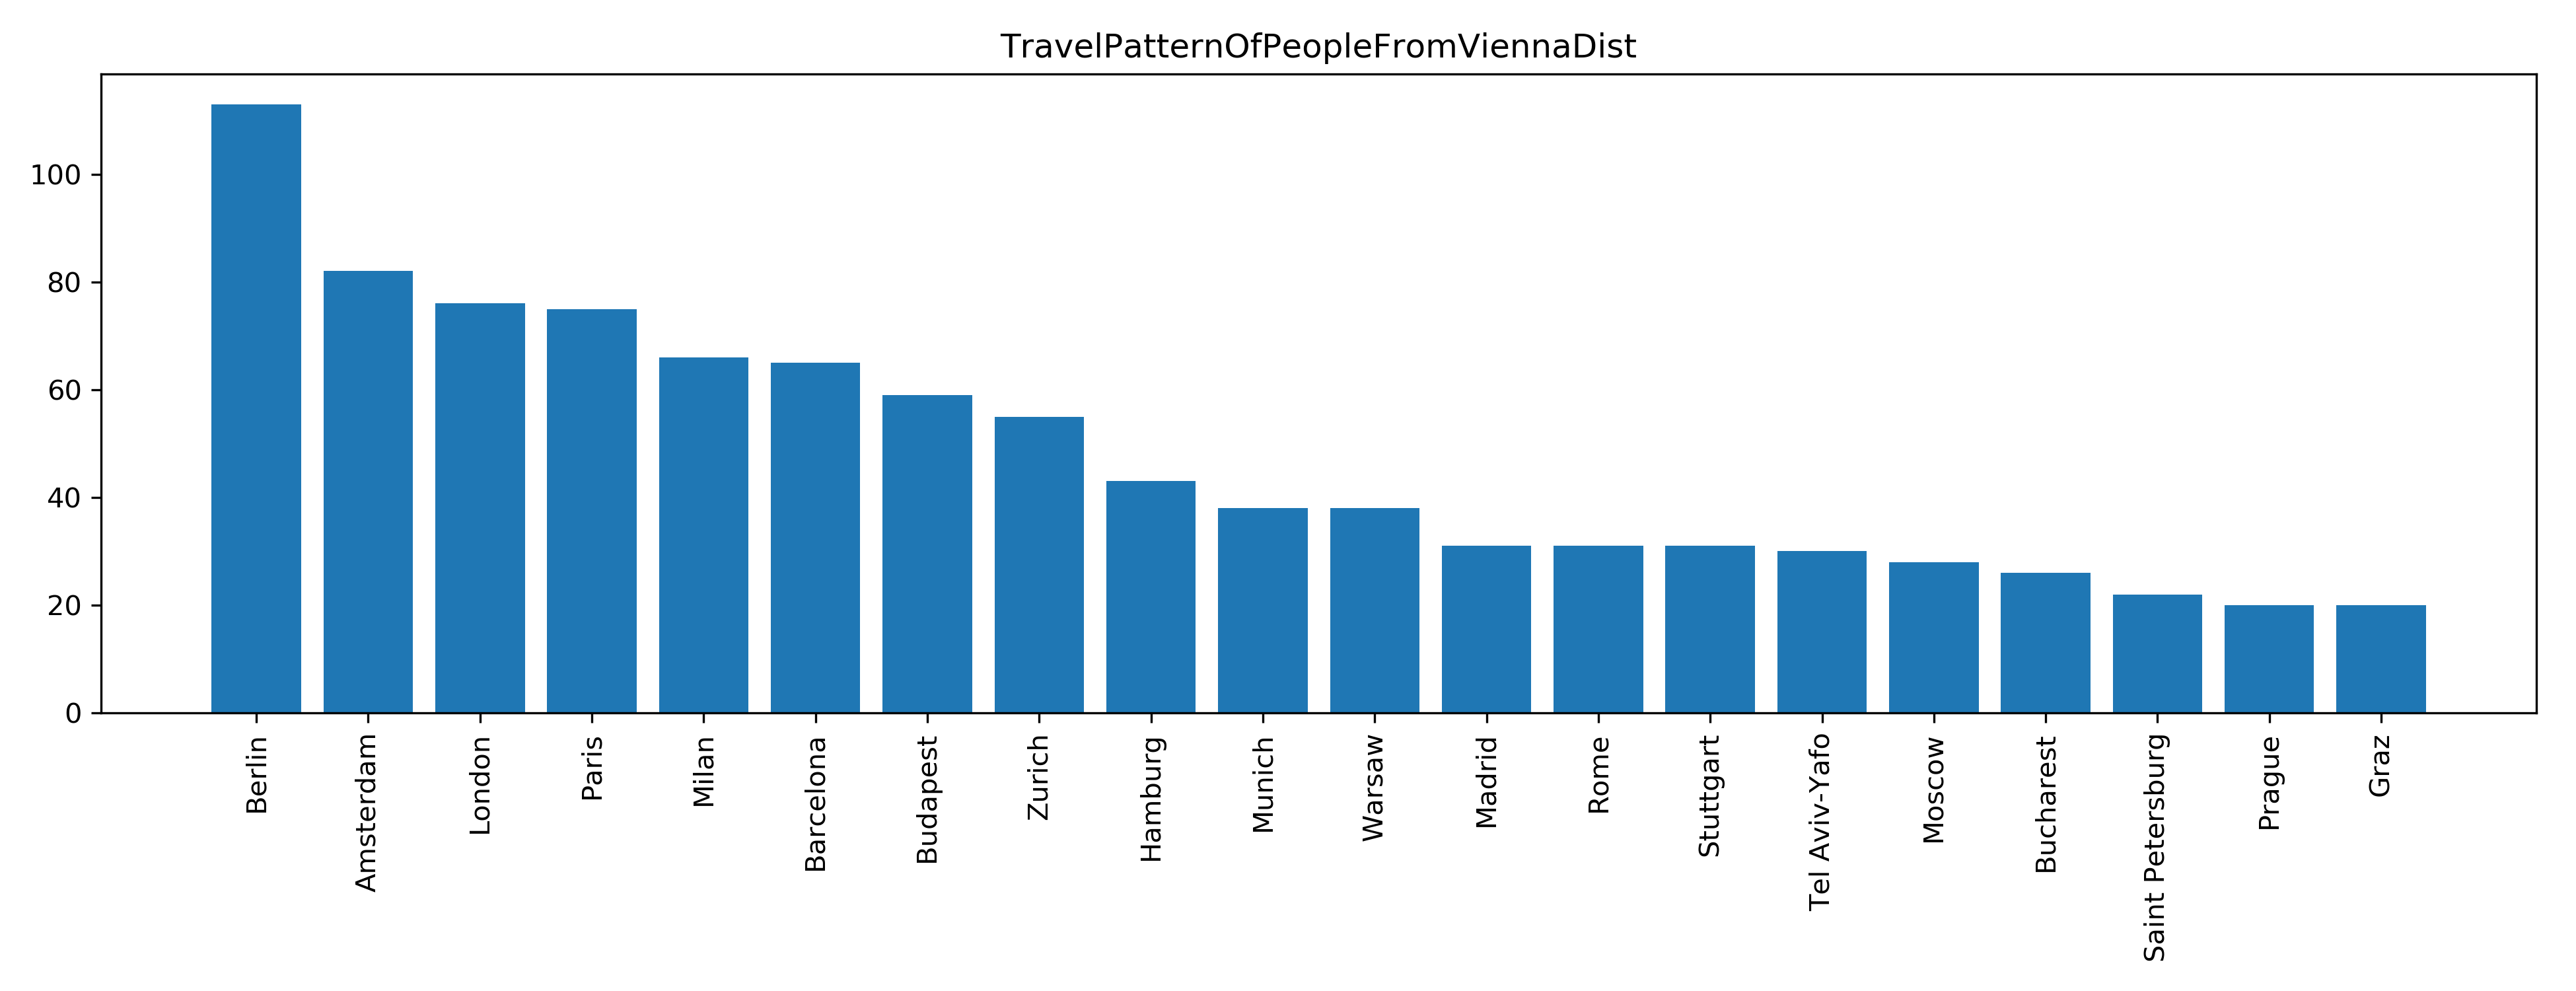 TravelPatternOfPeopleFromViennaDist
100
80
60
40
20
0
Berlin
Amsterdam
London
Paris
Milan
Barcelona
Budapest
Zurich
Hamburg
Munich
Warsaw
Madrid
Rome
Stuttgart
Tel Aviv-Yafo
Moscow
Bucharest
Saint Petersburg
Prague
Graz